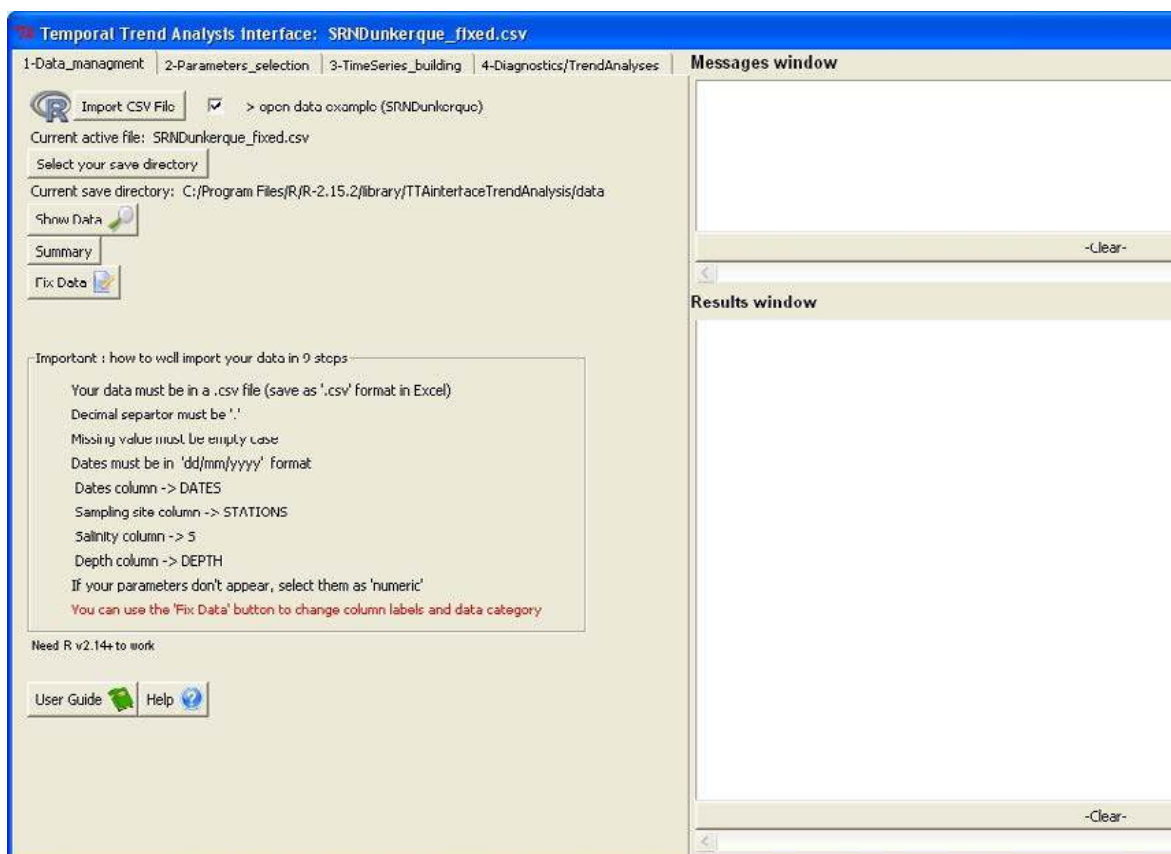 Temporal Trend Analysis Interface: SRNDunkerque_fixed.csv
1-Data_managment 2-Parameters_selection 3-TimeSeries_building 4-Diagnostics/TrendAnalyses
Import CSV File > open data example (SRNDunkerque)
Current active file: SRNDunkerque_fixed.csv
Select your save directory
Current save directory: C:/Program Files/R/R-2.15.2/library/TTAinterfaceTrendAnalysis/data
Show Data
Summary
Fix Data
Important : how to well import your data in 9 steps
Your data must be in a .csv file (save as '.csv' format in Excel)
Decimal separtor must be '.'
Missing value must be empty case
Dates must be in 'dd/mm/yyyy' format
Dates column -> DATES
Sampling site column -> STATIONS
Salinity column -> S
Depth column -> DEPTH
If your parameters don't appear, select them as 'numeric'
You can use the 'Fix Data' button to change column labels and data category
Need R v2.14+ to work
User Guide Help
Messages window
-Clear-
Results window
-Clear-